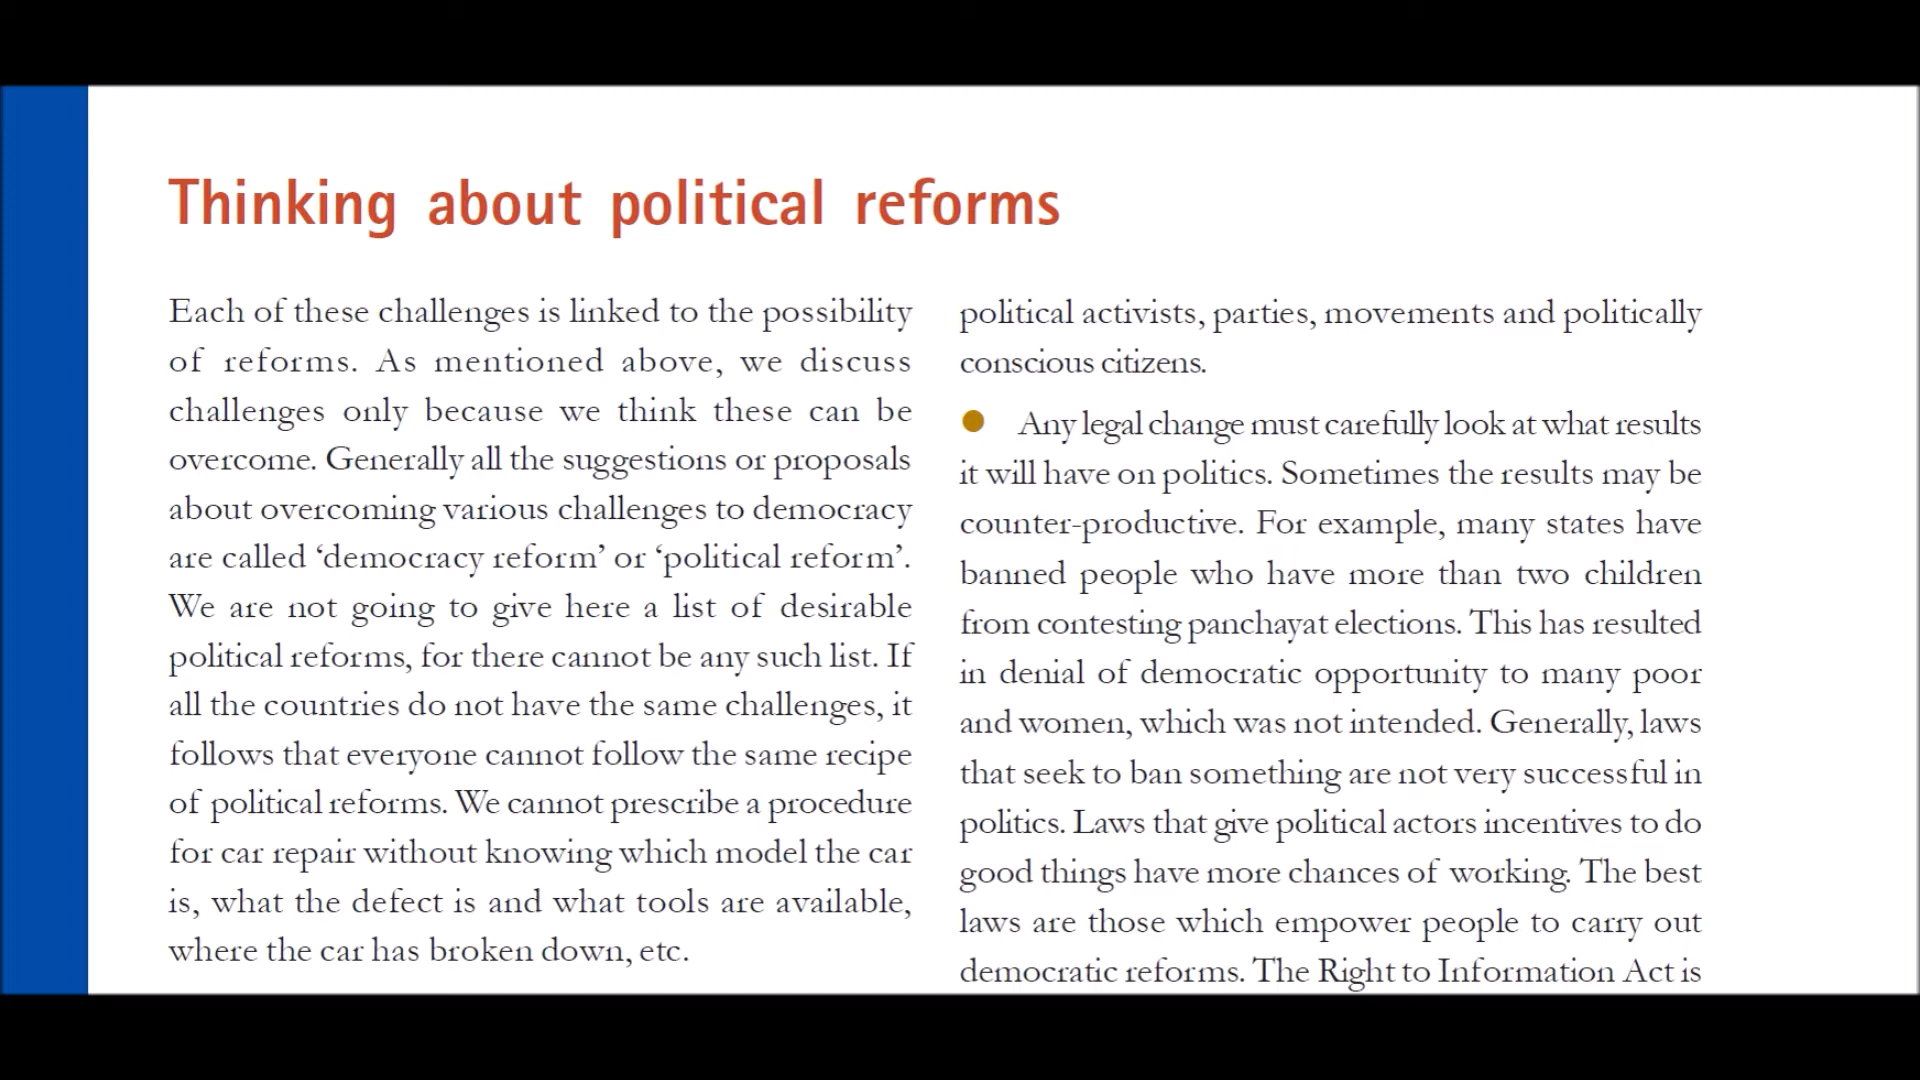 Thinking about political reforms
Each of these challenges is linked to the possibility
of reforms. As mentioned above, we discuss
challenges only because we think these can be
overcome. Generally all the suggestions or proposals
about overcoming various challenges to democracy
are called ‘democracy reform’ or ‘political reform’.
We are not going to give here a list of desirable
political reforms, for there cannot be any such list. If
all the countries do not have the same challenges, it
follows that everyone cannot follow the same recipe
of political reforms. We cannot prescribe a procedure
for car repair without knowing which model the car
is, what the defect is and what tools are available,
where the car has broken down, etc.
political activists, parties, movements and politically
conscious citizens.
● Any legal change must carefully look at what results
it will have on politics. Sometimes the results may be
counter-productive. For example, many states have
banned people who have more than two children
from contesting panchayat elections. This has resulted
in denial of democratic opportunity to many poor
and women, which was not intended. Generally, laws
that seek to ban something are not very successful in
politics. Laws that give political actors incentives to do
good things have more chances of working. The best
laws are those which empower people to carry out
democratic reforms. The Right to Information Act is